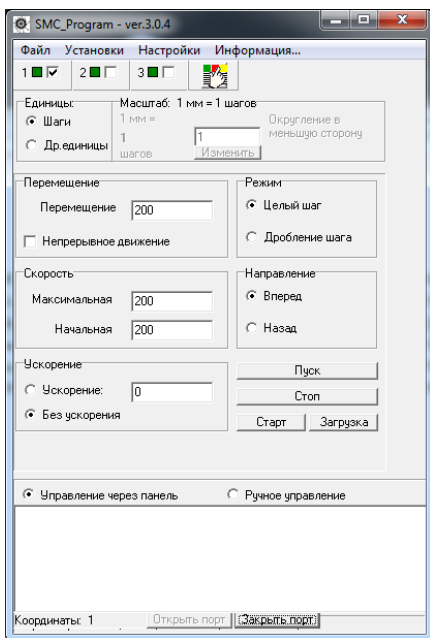 SMC_Program - ver.3.0.4
Файл Установки Настройки Информация...
1 2 3
Единицы: Масштаб: 1 мм = 1 шагов
Шаги
Др.единицы
1 мм =
1
шагов
1
Изменить
Округление в
меньшую сторону
Перемещение
Перемещение 200
Непрерывное движение
Режим
Целый шаг
Дробление шага
Скорость
Максимальная 200
Начальная 200
Направление
Вперед
Назад
Ускорение
Ускорение: 0
Без ускорения
Пуск
Стоп
Старт Загрузка
Управление через панель Ручное управление
Координаты: 1 Открыть порт Закрыть порт